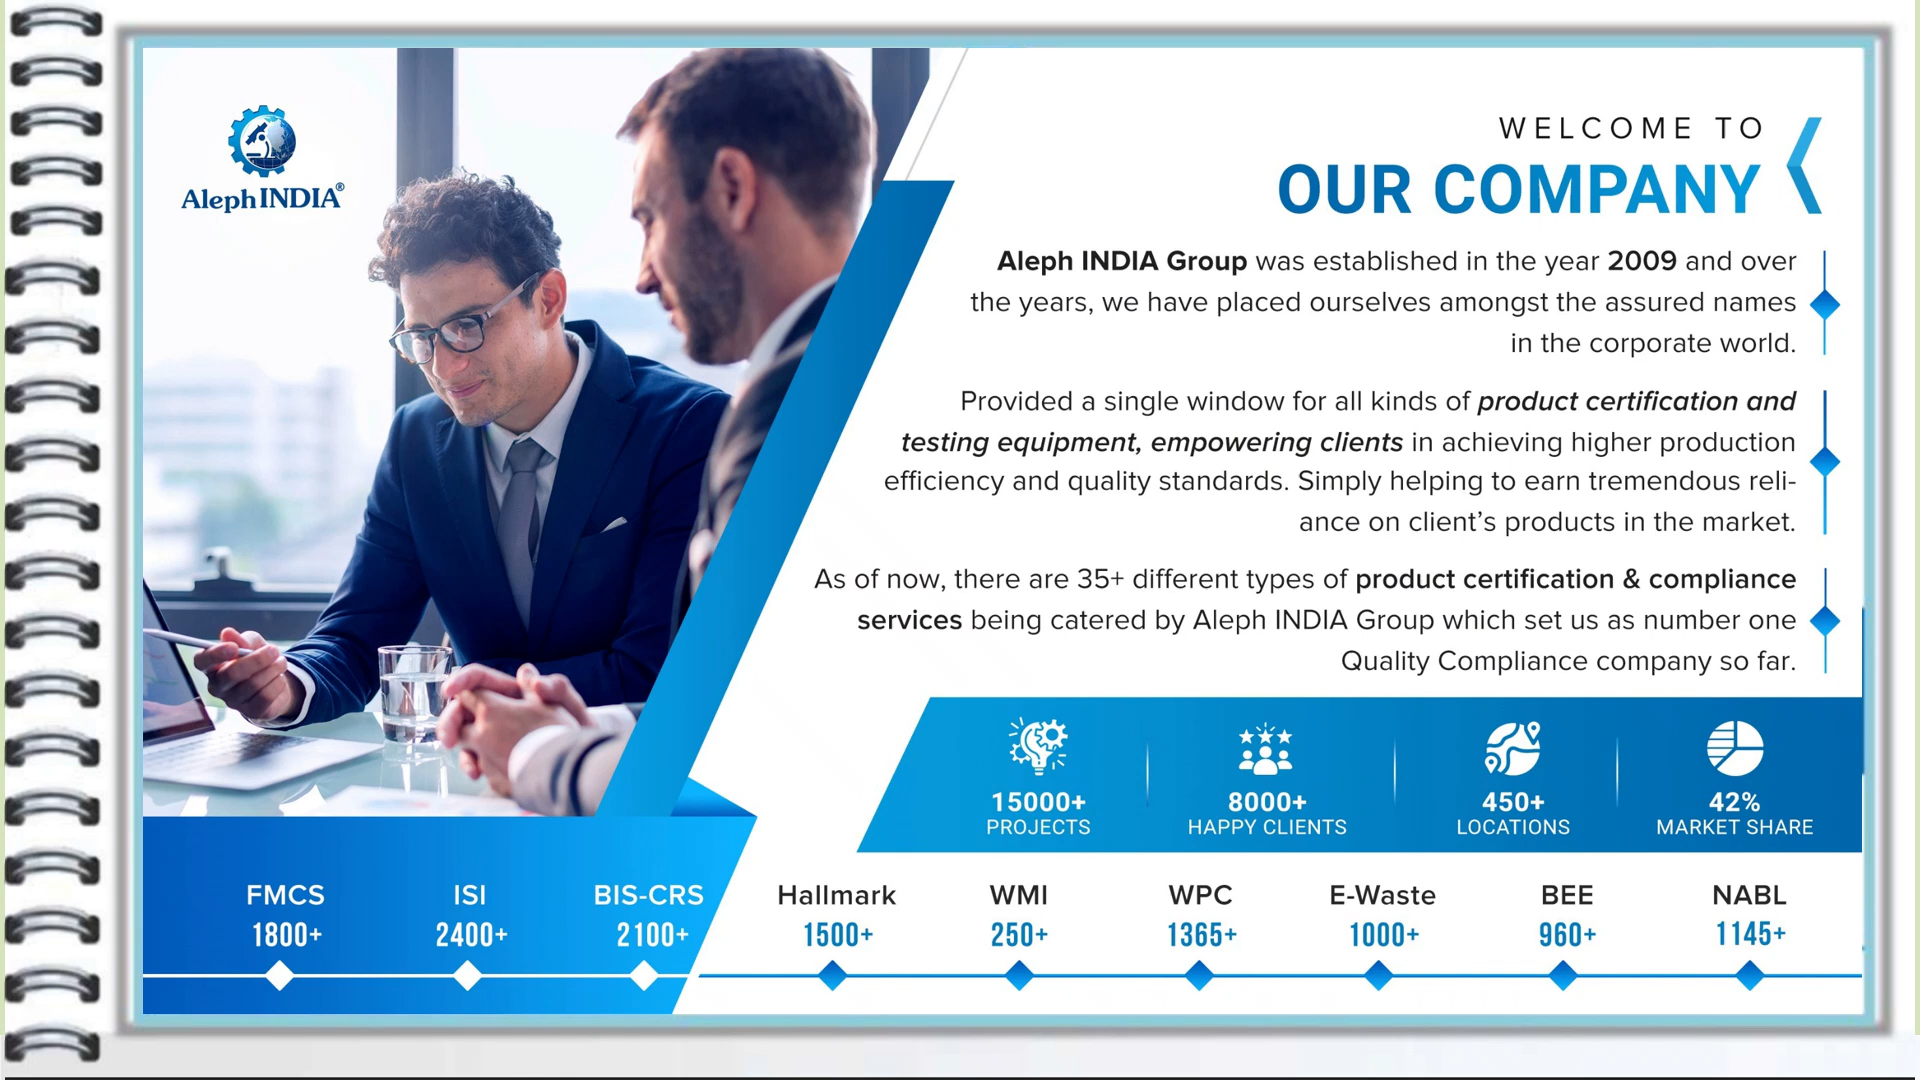 Aleph INDIA®
WELCOME TO
OUR COMPANY
Aleph INDIA Group was established in the year 2009 and over
the years, we have placed ourselves amongst the assured names
in the corporate world.
Provided a single window for all kinds of product certification and
testing equipment, empowering clients in achieving higher production
efficiency and quality standards. Simply helping to earn tremendous reli-
ance on client's products in the market.
As of now, there are 35+ different types of product certification & compliance
services being catered by Aleph INDIA Group which set us as number one
Quality Compliance company so far.
15000+ 8000+ 450+ 42%
PROJECTS HAPPY CLIENTS LOCATIONS MARKET SHARE
FMCS ISI BIS-CRS Hallmark WMI WPC E-Waste BEE NABL
1800+ 2400+ 2100+ 1500+ 250+ 1365+ 1000+ 960+ 1145+